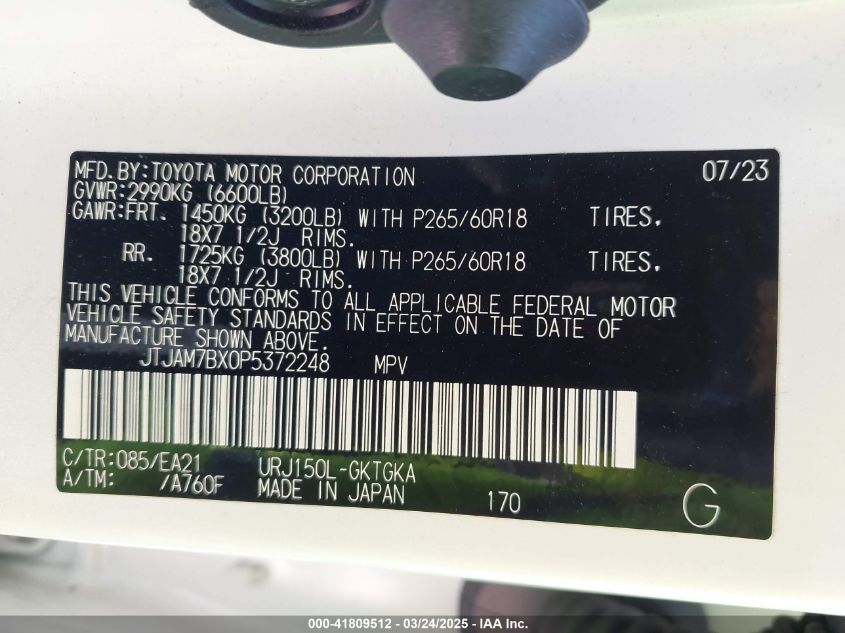 MFD.BY:TOYOTA MOTOR CORPORATION 07/23
GVWR:2990KG (6600LB)
GAWR:FRT. 1450KG (3200LB) WITH P265/60R18 TIRES.
18X7 1/2J RIMS.
RR. 1725KG (3800LB) WITH P265/60R18 TIRES.
18X7 1/2J RIMS.
THIS VEHICLE CONFORMS TO ALL APPLICABLE FEDERAL MOTOR
VEHICLE SAFETY STANDARDS IN EFFECT ON THE DATE OF
MANUFACTURE SHOWN ABOVE.
JTJAM7BX0P5372248 MPV
C/TR:085/EA21 URJ150L-GKTGKA
A/TM: /A760F MADE IN JAPAN 170 G
000-41809512 - 03/24/2025 - IAA Inc.